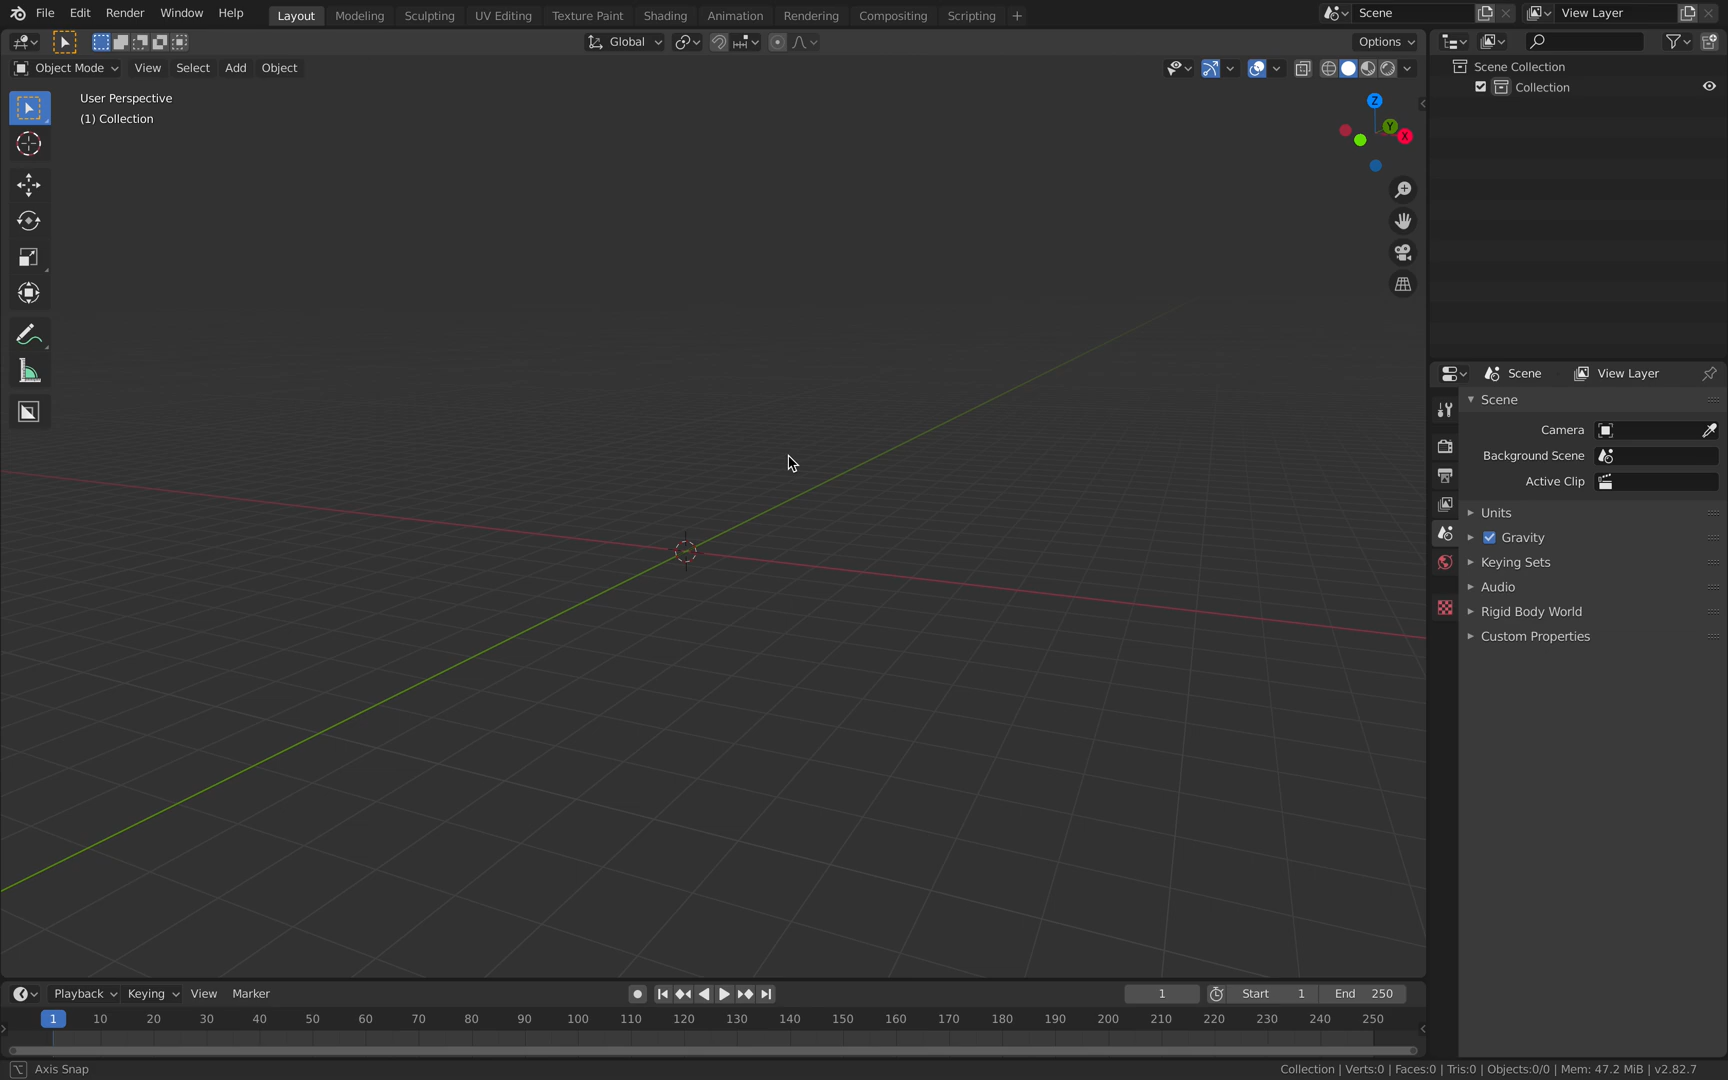 File Edit Render Window Help Layout Modeling Sculpting UV Editing Texture Paint Shading Animation Rendering Compositing Scripting + Scene View Layer
Global Options
Object Mode View Select Add Object
User Perspective
(1) Collection
Z
Y
X
Scene Collection
Collection
Scene View Layer
Scene
Camera
Background Scene
Active Clip
Units
Gravity
Keying Sets
Audio
Rigid Body World
Custom Properties
Playback Keying View Marker 1 Start 1 End 250
1 10 20 30 40 50 60 70 80 90 100 110 120 130 140 150 160 170 180 190 200 210 220 230 240 250
Axis Snap Collection | Verts:0 | Faces:0 | Tris:0 | Objects:0/0 | Mem: 47.2 MiB | v2.82.7